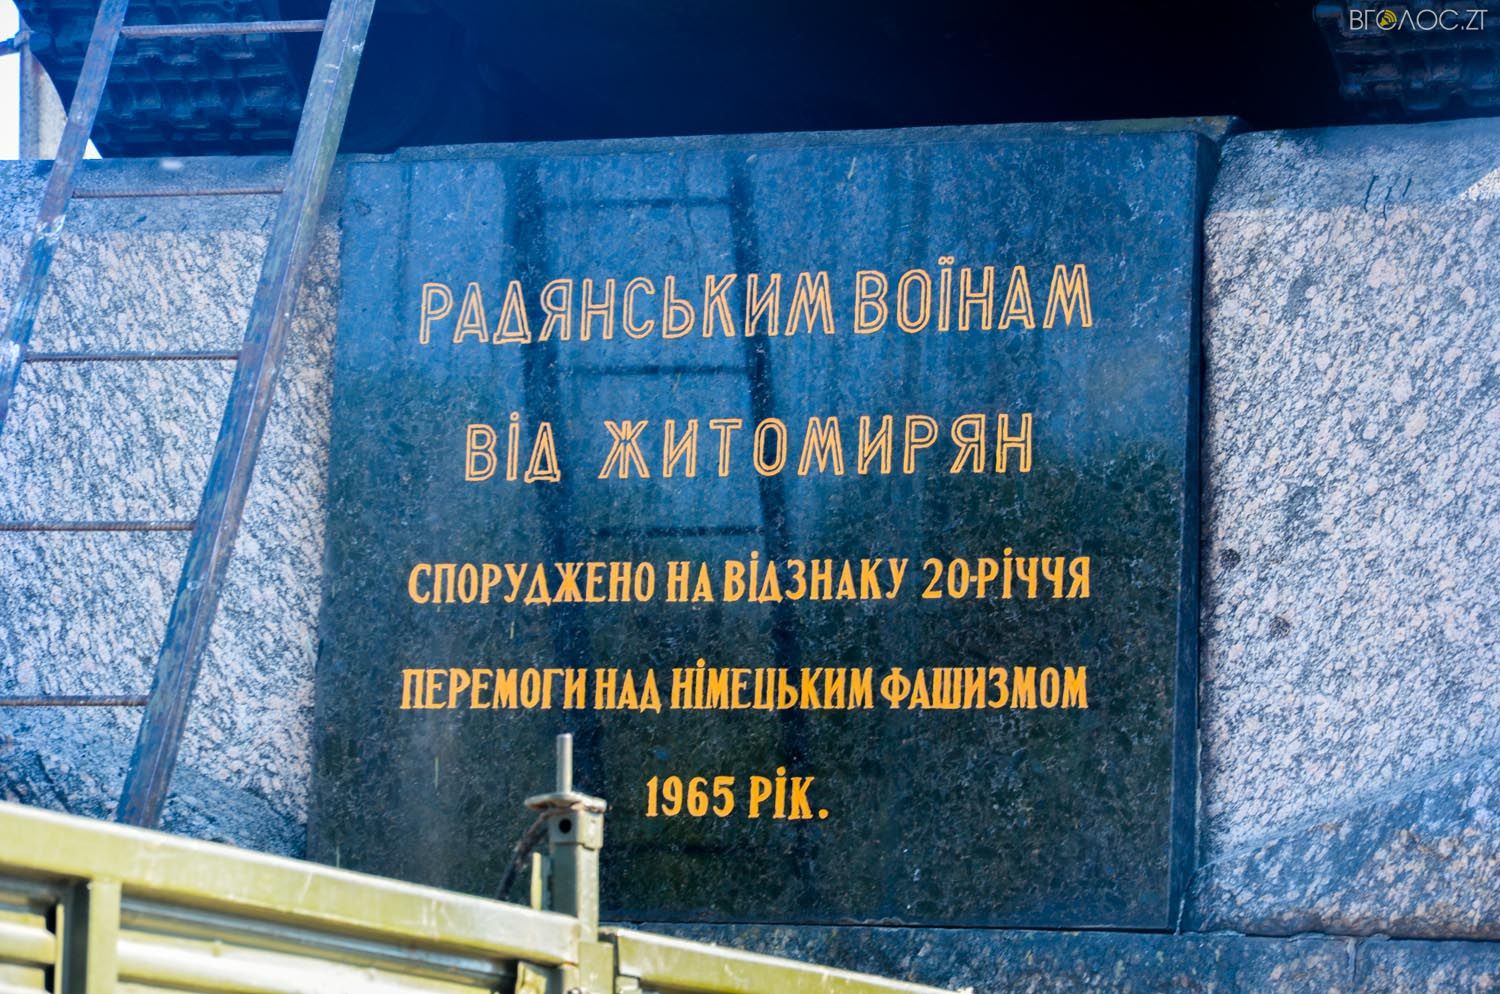 ВГОЛОС.ZT
РАДЯНСЬКИМ ВОЇНАМ
ВІД ЖИТОМИРЯН
СПОРУДЖЕНО НА ВІДЗНАКУ 20-РІЧЧЯ
ПЕРЕМОГИ НАД НІМЕЦЬКИМ ФАШИЗМОМ
1965 РІК.